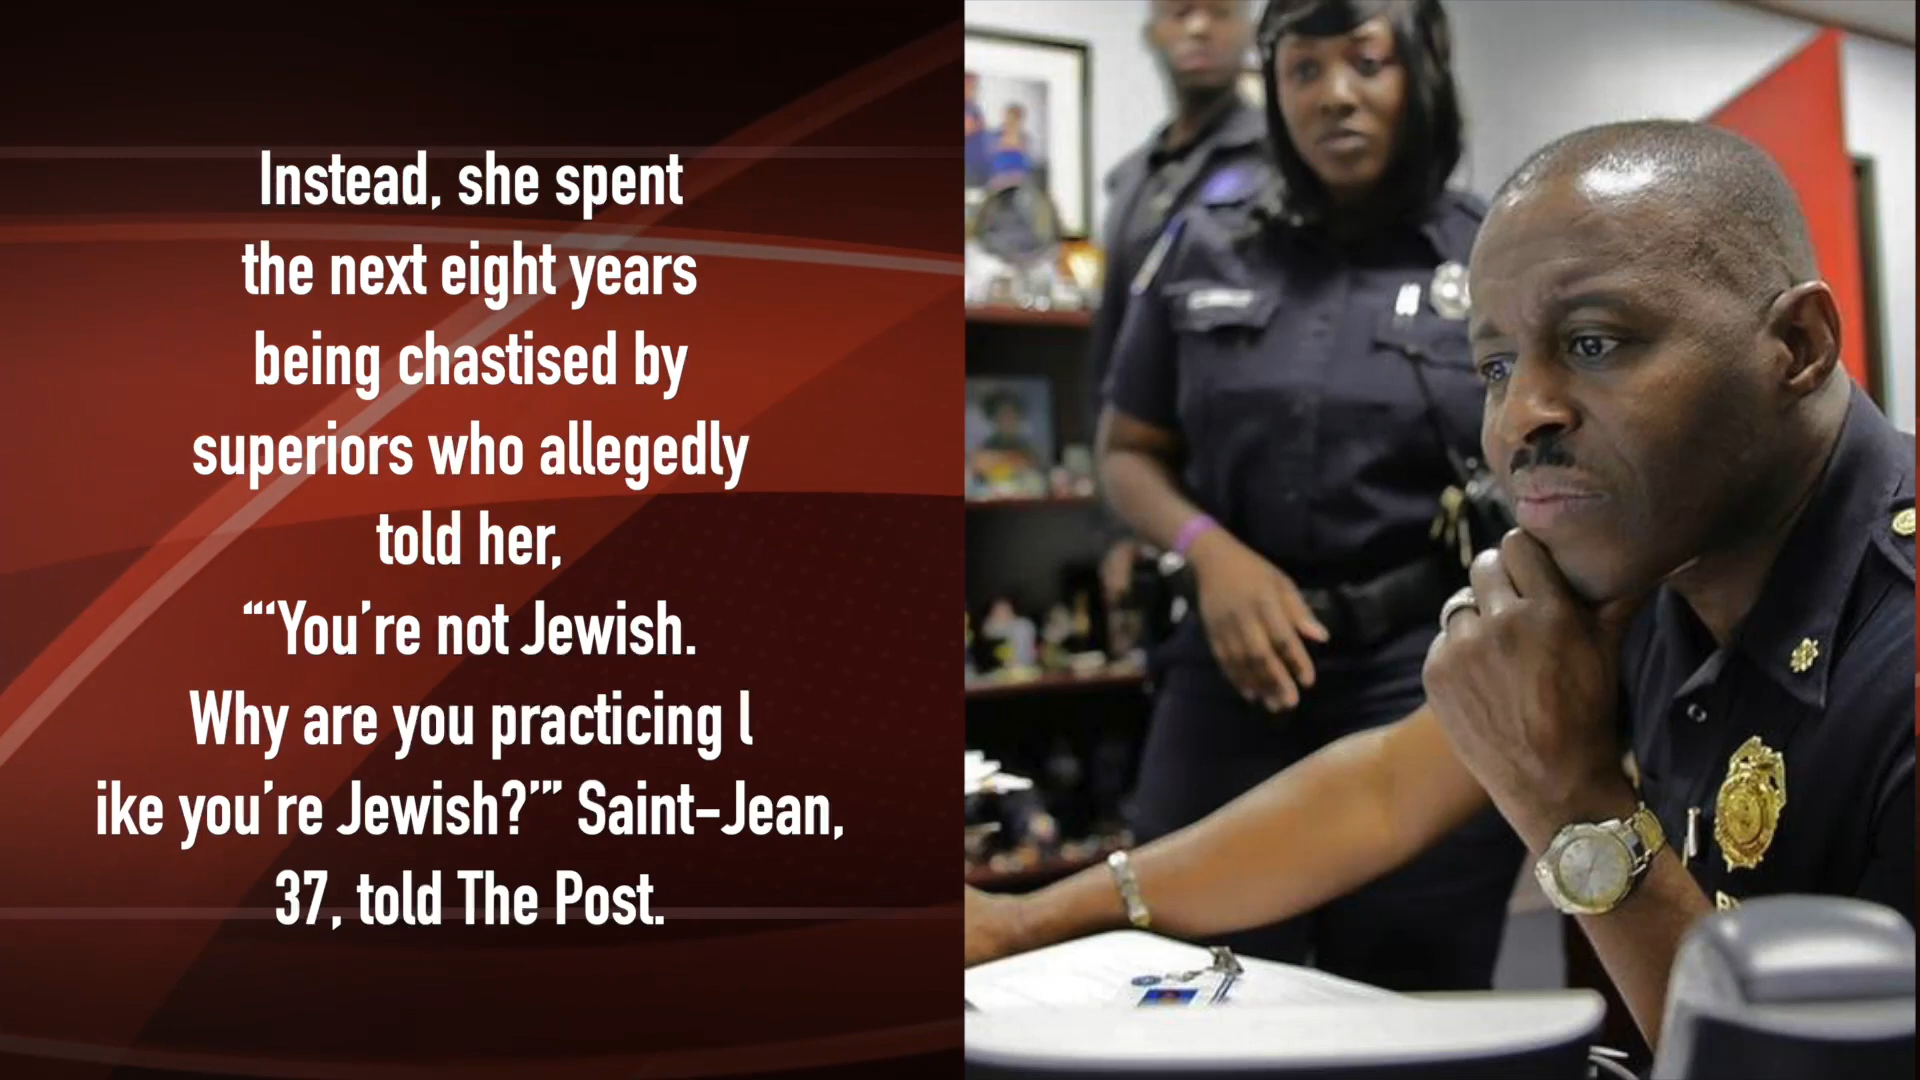 Instead, she spent
the next eight years
being chastised by
superiors who allegedly
told her,
“‘You’re not Jewish.
Why are you practicing l
ike you’re Jewish?’” Saint-Jean,
37, told The Post.